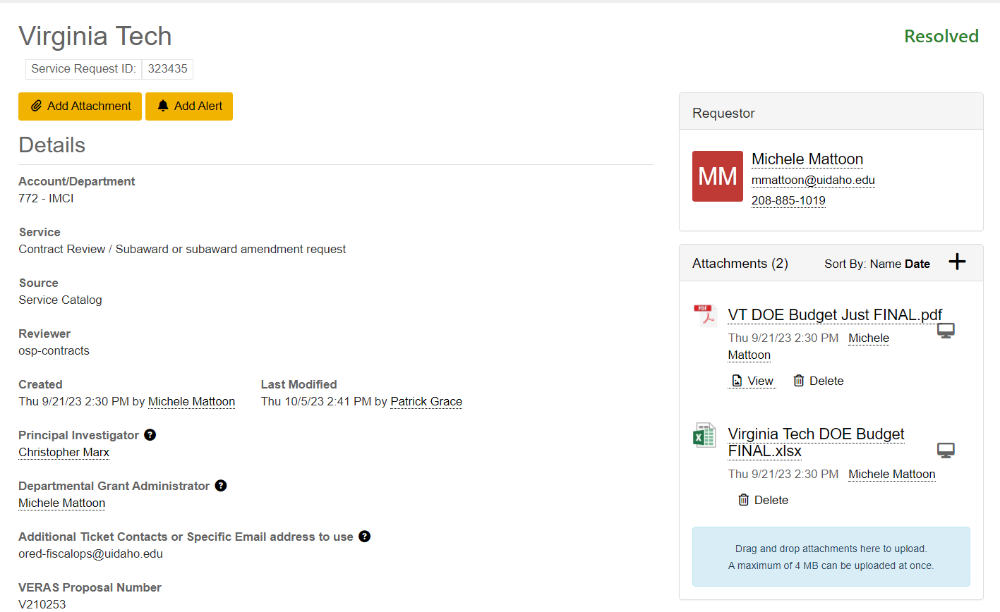 Virginia Tech
Resolved
Service Request ID: 323435
Add Attachment
Add Alert
Details
Account/Department
772 - IMCI
Service
Contract Review / Subaward or subaward amendment request
Source
Service Catalog
Reviewer
osp-contracts
Created
Thu 9/21/23 2:30 PM by Michele Mattoon
Last Modified
Thu 10/5/23 2:41 PM by Patrick Grace
Principal Investigator ?
Christopher Marx
Departmental Grant Administrator ?
Michele Mattoon
Additional Ticket Contacts or Specific Email address to use ?
ored-fiscalops@uidaho.edu
VERAS Proposal Number
V210253
Requestor
MM
Michele Mattoon
mmattoon@uidaho.edu
208-885-1019
Attachments (2)
Sort By: Name Date
PDF
VT DOE Budget Just FINAL.pdf
Thu 9/21/23 2:30 PM Michele
Mattoon
View
Delete
X
Virginia Tech DOE Budget
FINAL.xlsx
Thu 9/21/23 2:30 PM Michele Mattoon
Delete
Drag and drop attachments here to upload.
A maximum of 4 MB can be uploaded at once.